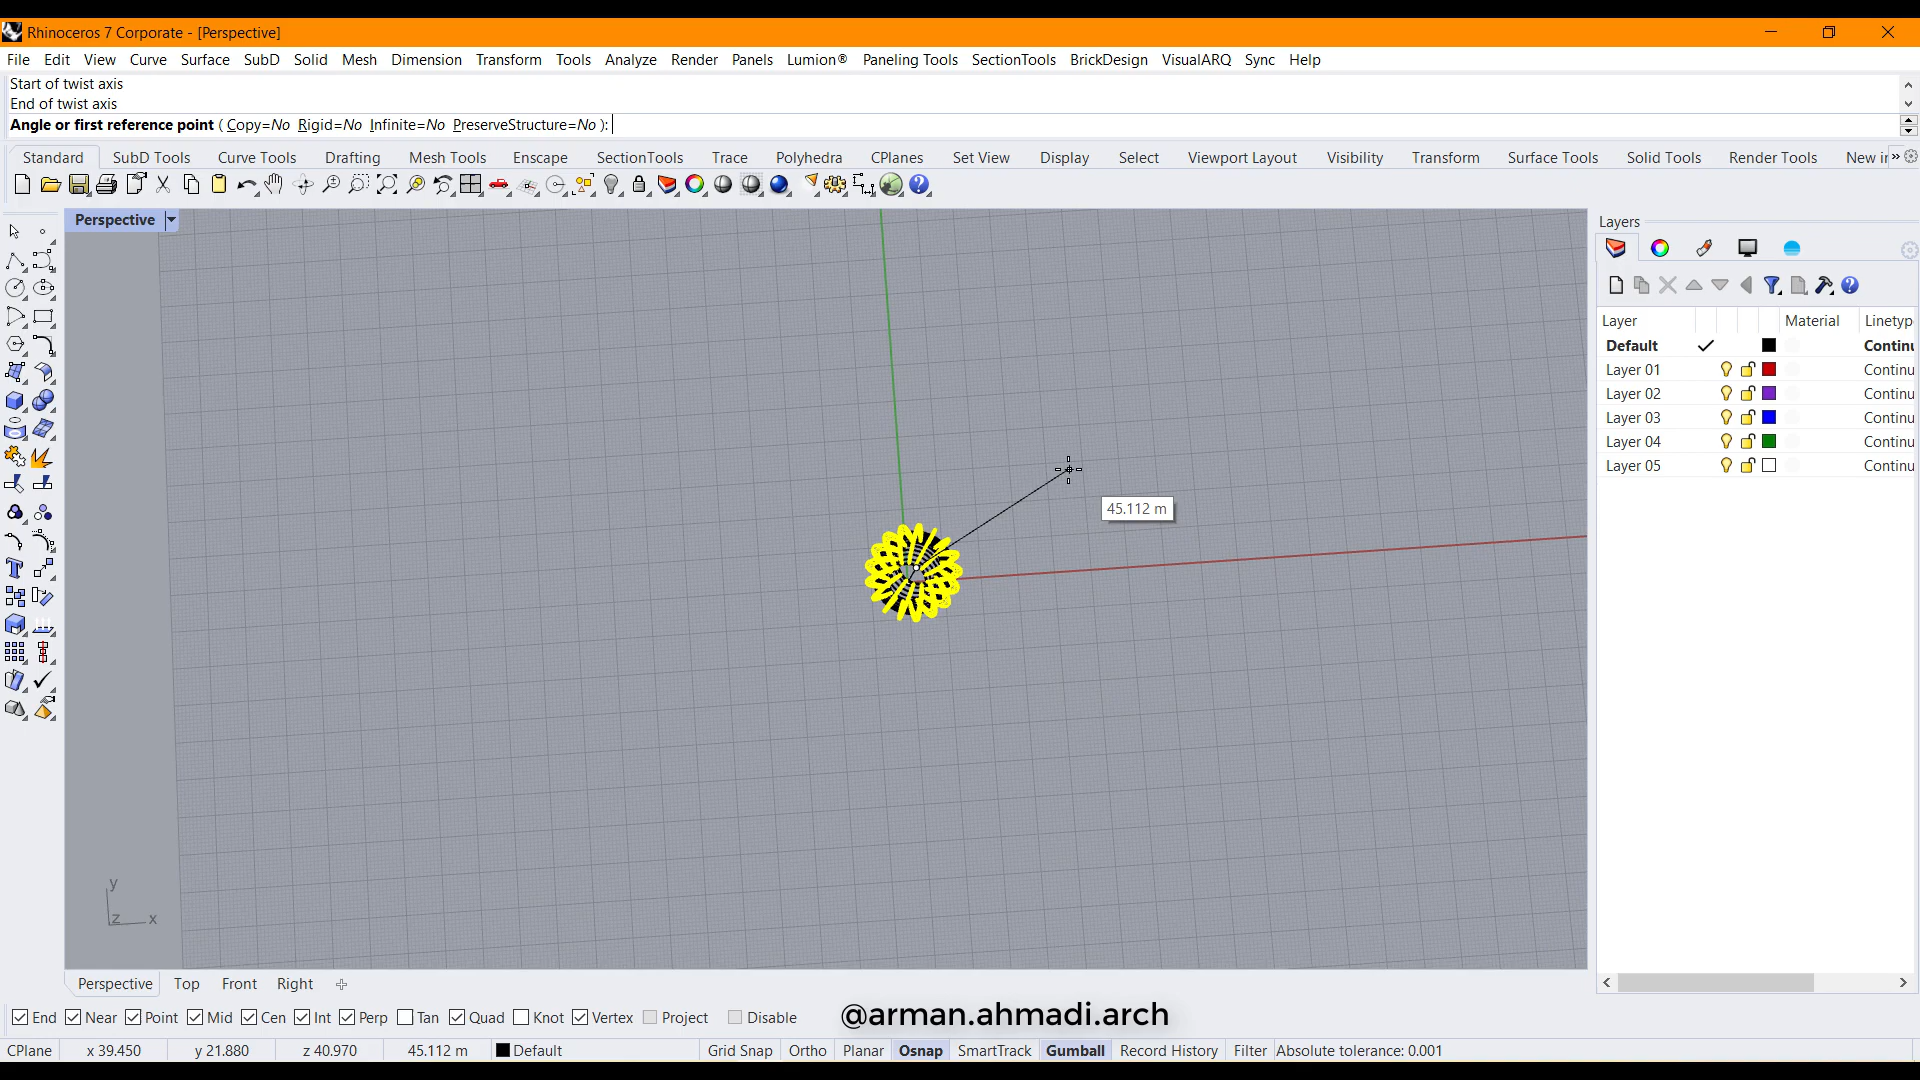 Rhinoceros 7 Corporate - [Perspective]
File Edit View Curve Surface SubD Solid Mesh Dimension Transform Tools Analyze Render Panels Lumion® Paneling Tools SectionTools BrickDesign VisualARQ Sync Help
Start of twist axis
End of twist axis
Angle or first reference point ( Copy=No Rigid=No Infinite=No PreserveStructure=No ):
Standard SubD Tools Curve Tools Drafting Mesh Tools Enscape SectionTools Trace Polyhedra CPlanes Set View Display Select Viewport Layout Visibility Transform Surface Tools Solid Tools Render Tools New in »
Perspective
Layers
Layer Material Linetyp
Default Continu
Layer 01 Continu
Layer 02 Continu
Layer 03 Continu
Layer 04 Continu
Layer 05 Continu
45.112 m
y
z x
Perspective Top Front Right
End Near Point Mid Cen Int Perp Tan Quad Knot Vertex Project Disable
@arman.ahmadi.arch
CPlane x 39.450 y 21.880 z 40.970 45.112 m Default Grid Snap Ortho Planar Osnap SmartTrack Gumball Record History Filter Absolute tolerance: 0.001